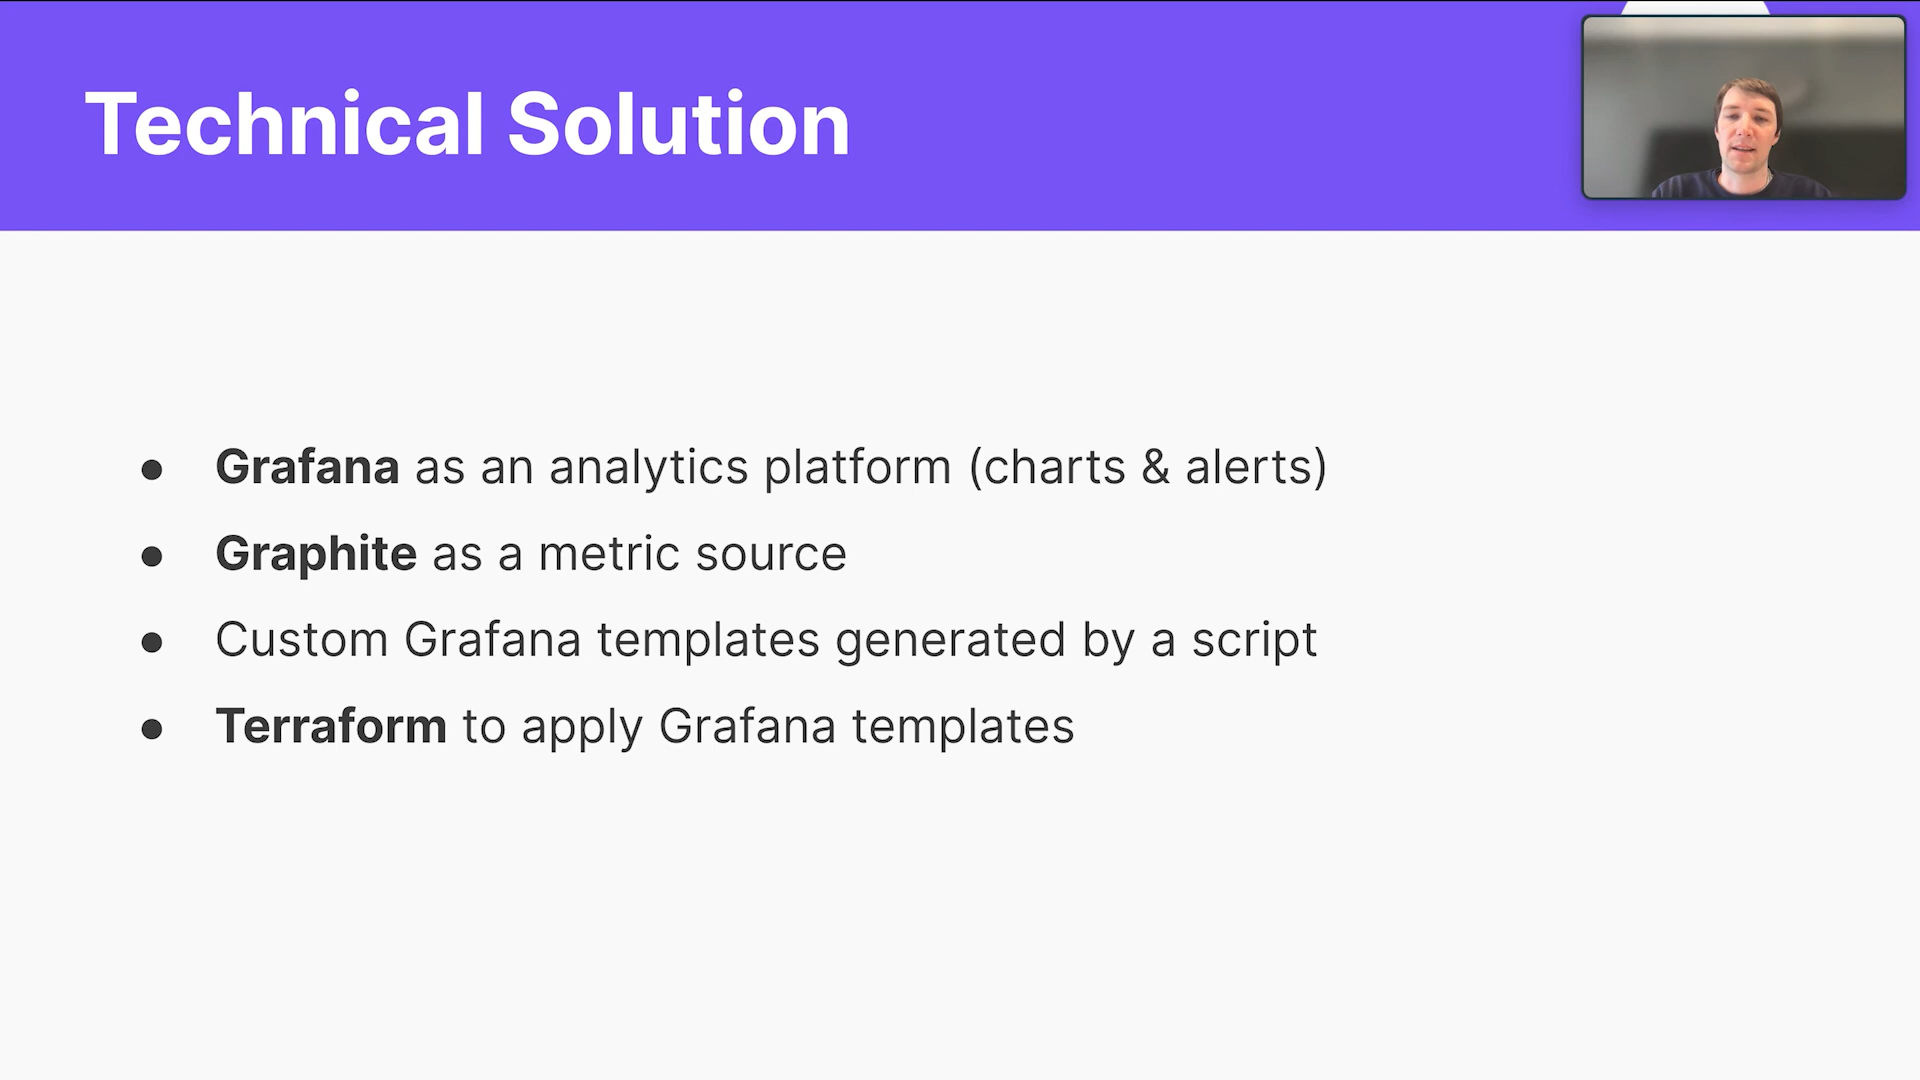 Technical Solution
● Grafana as an analytics platform (charts & alerts)
● Graphite as a metric source
● Custom Grafana templates generated by a script
● Terraform to apply Grafana templates